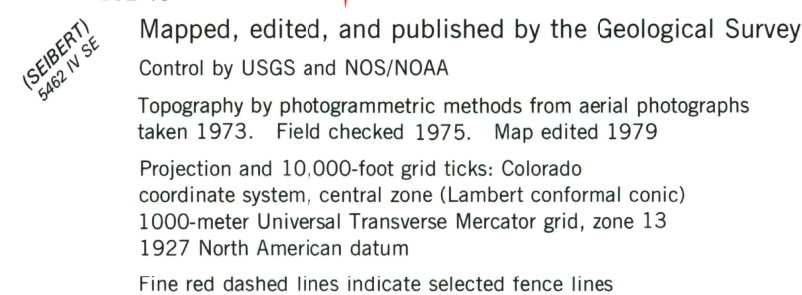 (SEIBERT)
5462 IV SE
Mapped, edited, and published by the Geological Survey
Control by USGS and NOS/NOAA
Topography by photogrammetric methods from aerial photographs
taken 1973. Field checked 1975. Map edited 1979
Projection and 10,000-foot grid ticks: Colorado
coordinate system, central zone (Lambert conformal conic)
1000-meter Universal Transverse Mercator grid, zone 13
1927 North American datum
Fine red dashed lines indicate selected fence lines